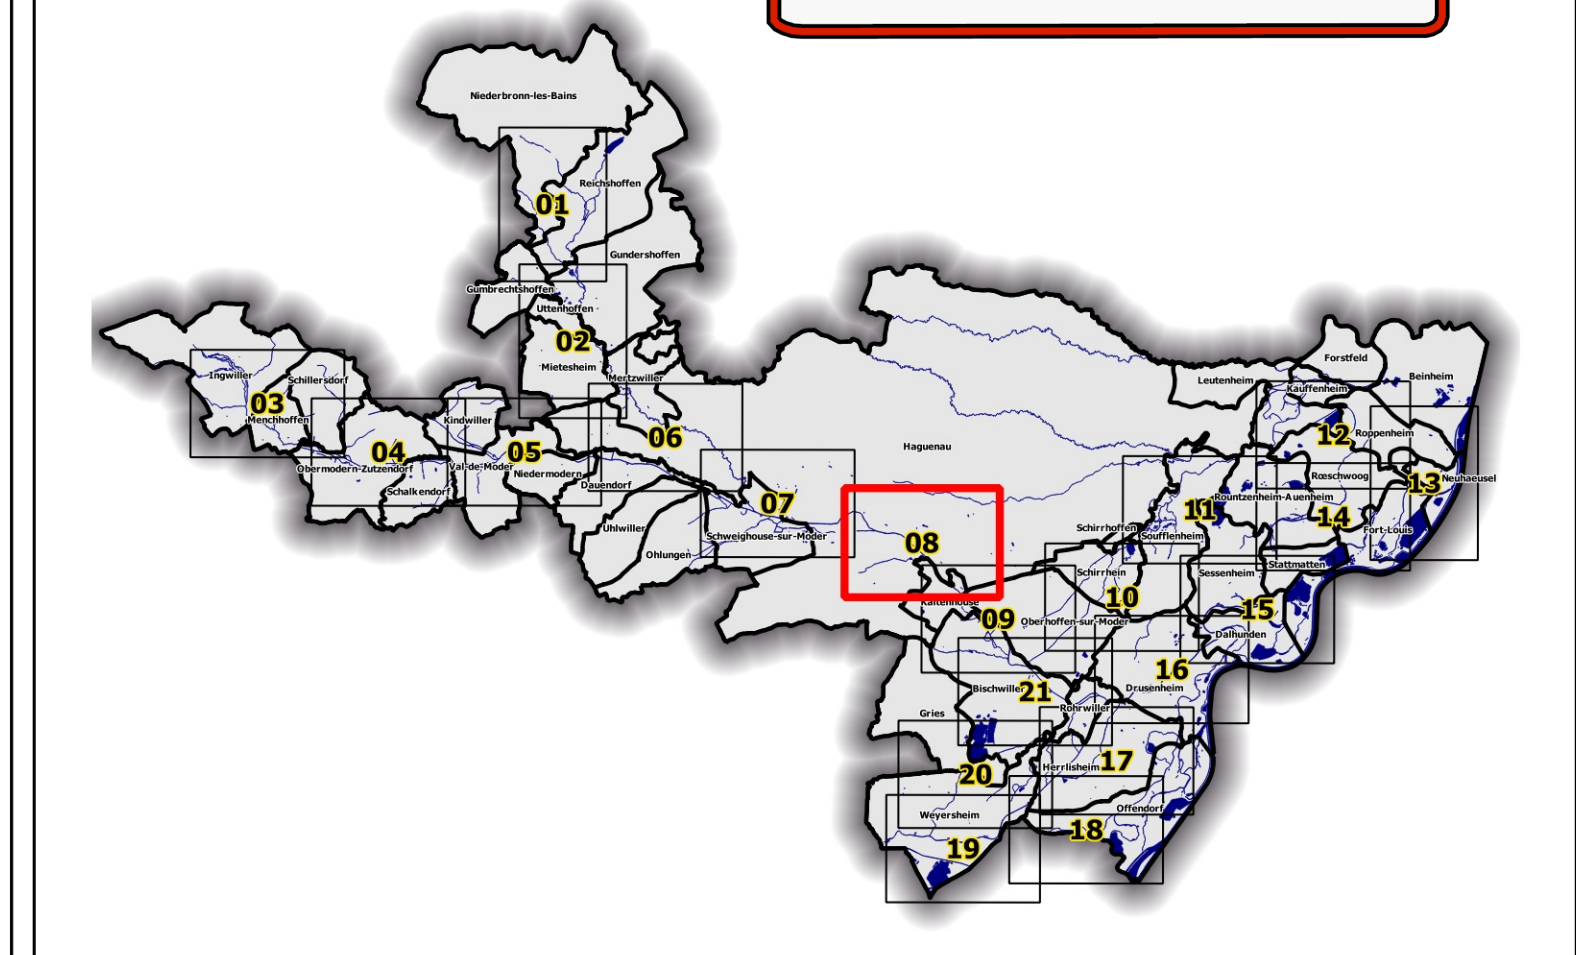 Niederbronn-les-Bains
Reichshoffen
01
Gundershoffen
Gumbrechtshoffen
Uttenhoffen
02
Mietesheim
Mertzwiller
Ingwiller
Schillersdorf
03
Menchhoffen
Kindwiller
04
05
06
Obermodern-Zutzendorf
Val-de-Moder
Niedermodern
Schalkendorf
Dauendorf
Uhlwiller
Ohlungen
07
Schweighouse-sur-Moder
Haguenau
08
Kaltenhouse
09
Oberhoffen-sur-Moder
Schirrhoffen
Schirrhein
10
Soufflenheim
11
Leutenheim
Forstfeld
Kauffenheim
Beinheim
12
Roppenheim
Rœschwoog
13
Neuhaeusel
Rountzenheim-Auenheim
14
Fort-Louis
Stattmatten
Sessenheim
15
Dalhunden
16
Drusenheim
Bischwiller
21
Rohrwiller
Gries
20
Herrlisheim
17
Weyersheim
Offendorf
18
19